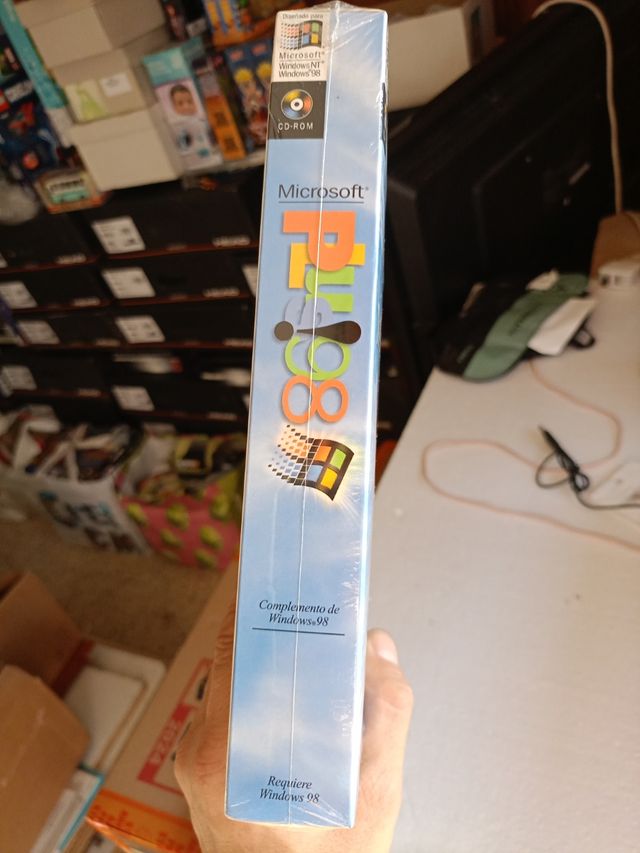 Diseñado para
Microsoft®
Windows NT®
Windows®98
CD-ROM
Microsoft®
Plus!98
Complemento de
Windows®98
Requiere
Windows 98